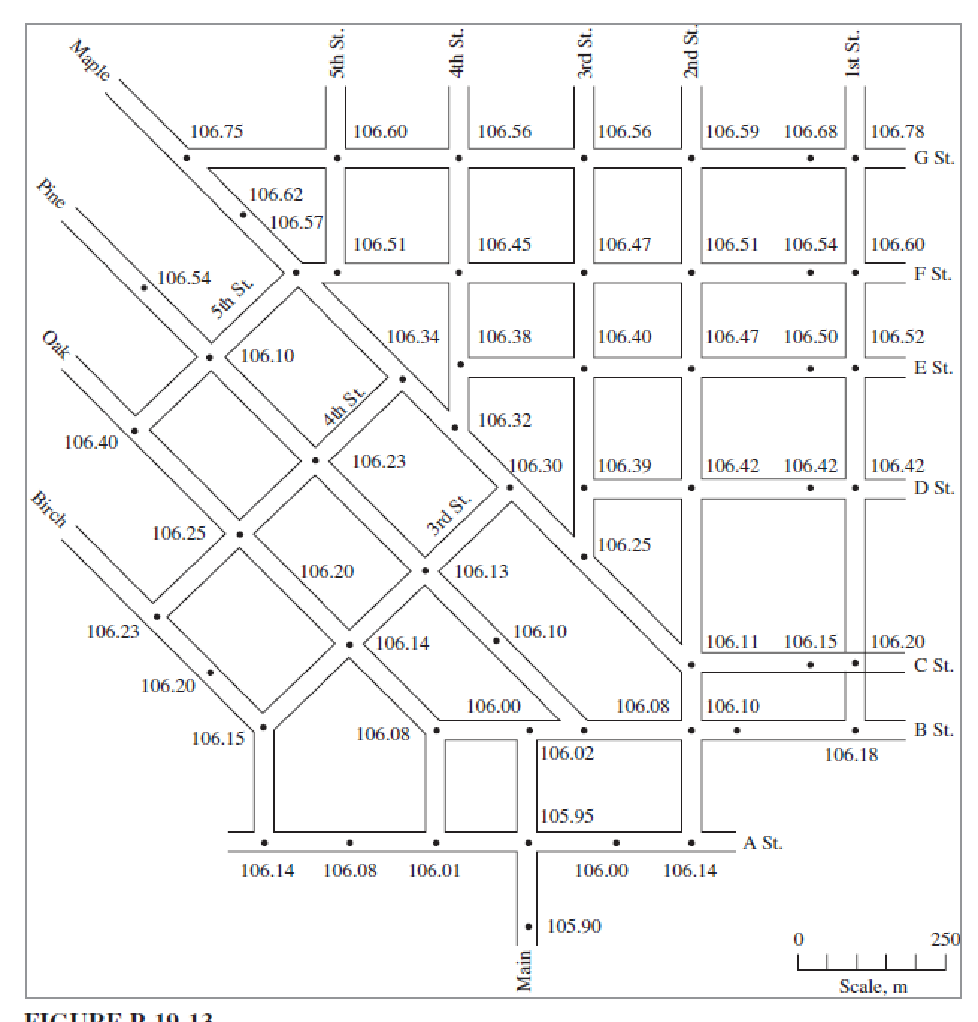 Maple
5th St.
4th St.
3rd St.
2nd St.
1st St.
106.75
106.60
106.56
106.56
106.59
106.68
106.78
G St.
Pine
106.62
106.57
106.51
106.45
106.47
106.51
106.54
106.60
F St.
106.54
5th St.
Oak
106.10
106.34
106.38
106.40
106.47
106.50
106.52
E St.
4th St.
106.40
106.32
106.23
106.30
106.39
106.42
106.42
106.42
D St.
Birch
3rd St.
106.25
106.25
106.20
106.13
106.23
106.14
106.10
106.11
106.15
106.20
C St.
106.20
106.00
106.08
106.10
106.15
106.08
B St.
106.02
106.18
105.95
A St.
106.14
106.08
106.01
106.00
106.14
105.90
Main
0
250
Scale, m